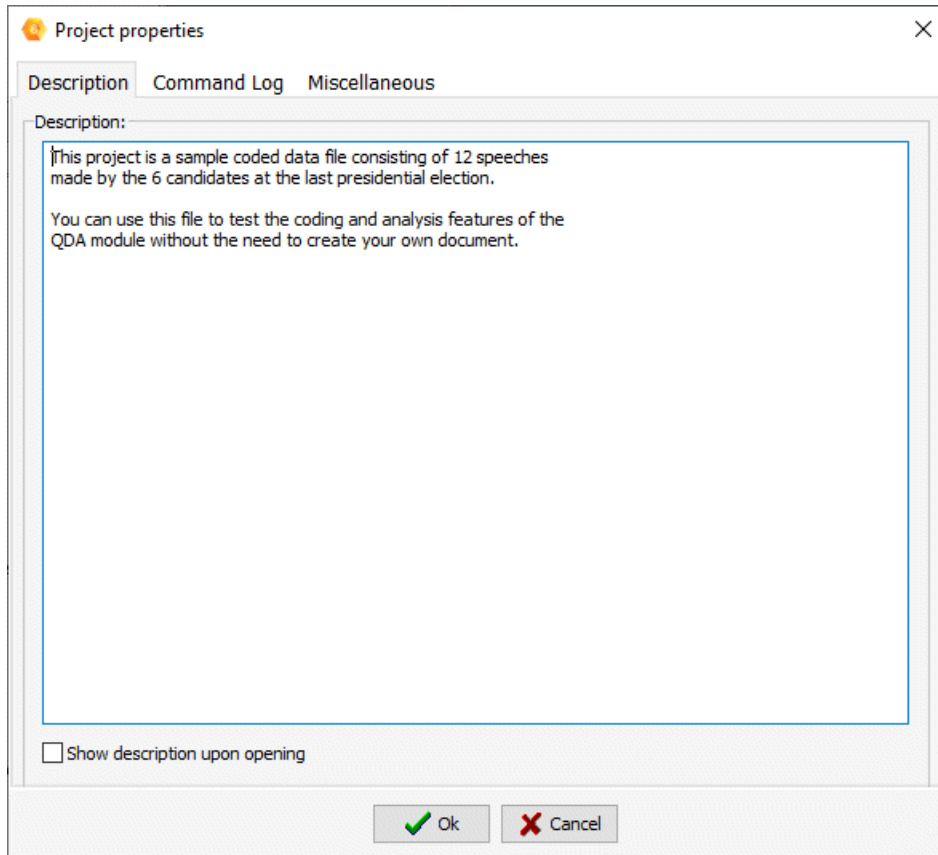 Project properties
Description Command Log Miscellaneous
Description:
This project is a sample coded data file consisting of 12 speeches
made by the 6 candidates at the last presidential election.
You can use this file to test the coding and analysis features of the
QDA module without the need to create your own document.
Show description upon opening
Ok Cancel